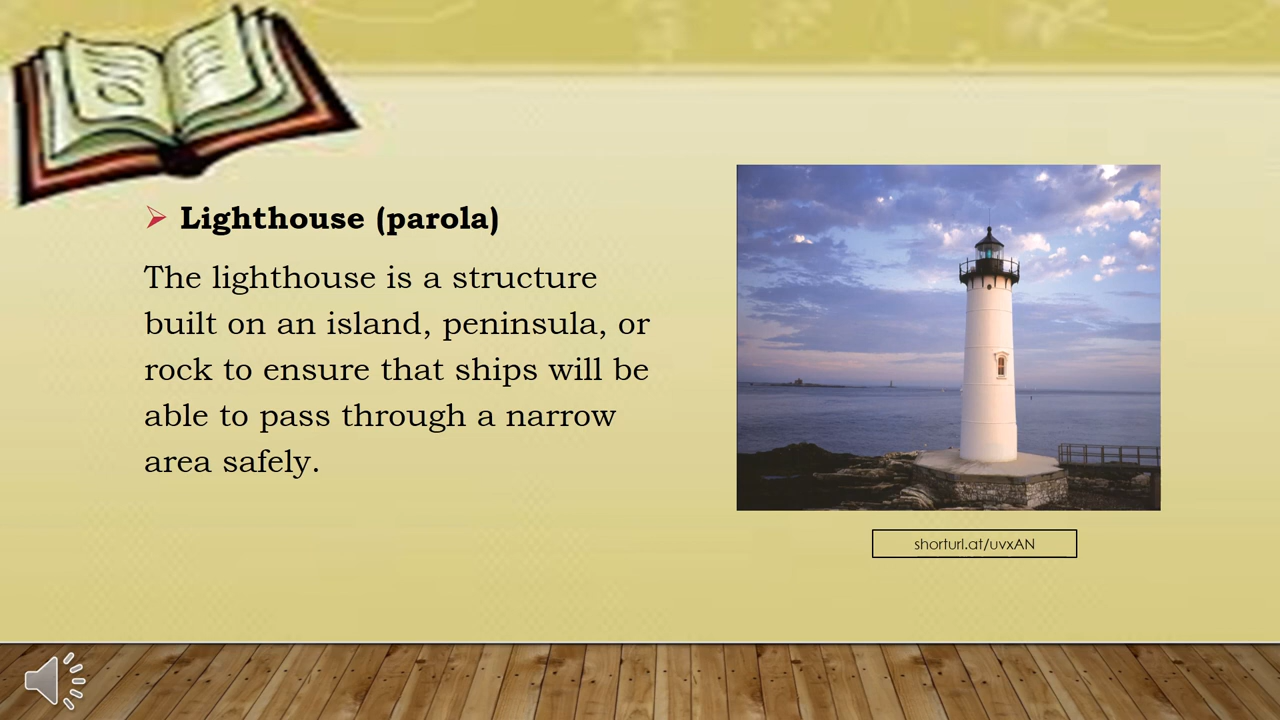 Lighthouse (parola)
The lighthouse is a structure
built on an island, peninsula, or
rock to ensure that ships will be
able to pass through a narrow
area safely.
shorturl.at/uvxAN